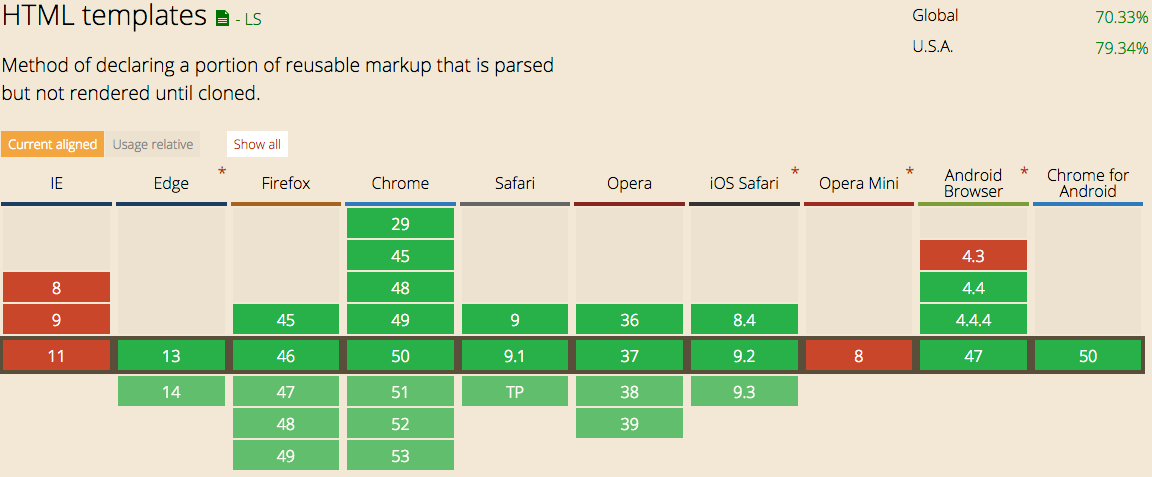 HTML templates - LS
Global 70.33%
U.S.A. 79.34%
Method of declaring a portion of reusable markup that is parsed
but not rendered until cloned.
Current aligned Usage relative Show all
IE Edge * Firefox Chrome Safari Opera iOS Safari * Opera Mini * Android Browser * Chrome for Android
29
45 4.3
8 48 4.4
9 45 49 9 36 8.4 4.4.4
11 13 46 50 9.1 37 9.2 8 47 50
14 47 51 TP 38 9.3
48 52 39
49 53